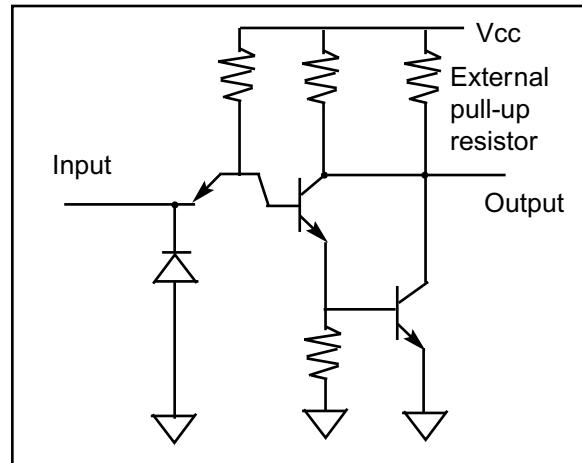 Vcc
External
pull-up
resistor
Input
Output